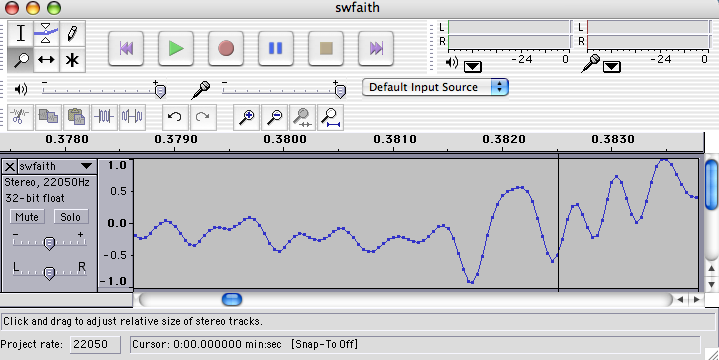 swfaith
L
R
-24 0
L
R
-24 0
- +
- +
Default Input Source
0.3780 0.3790 0.3800 0.3810 0.3820 0.3830
X swfaith
Stereo, 22050Hz
32-bit float
Mute Solo
- +
L R
1.0
0.5
0.0
-0.5
-1.0
Click and drag to adjust relative size of stereo tracks.
Project rate: 22050 Cursor: 0:00.000000 min:sec [Snap-To Off]